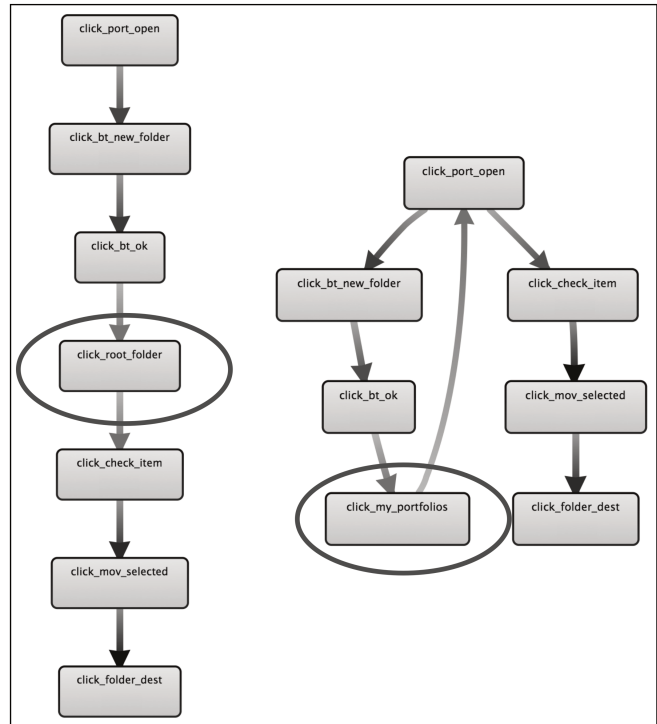 click_port_open
click_bt_new_folder
click_bt_ok
click_root_folder
click_check_item
click_mov_selected
click_folder_dest
click_port_open
click_bt_new_folder
click_check_item
click_bt_ok
click_mov_selected
click_my_portfolios
click_folder_dest